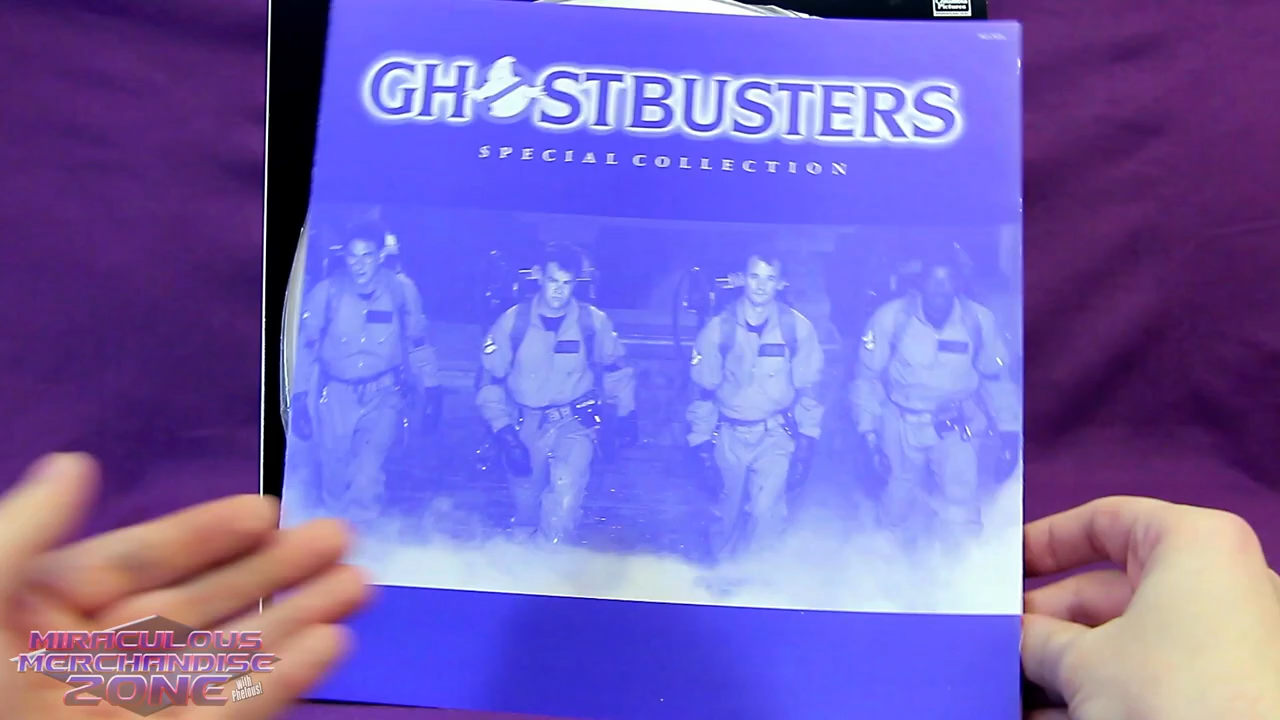 GHOSTBUSTERS
SPECIAL COLLECTION
MIRACULOUS
MERCHANDISE
ZONE
with
Phelous!